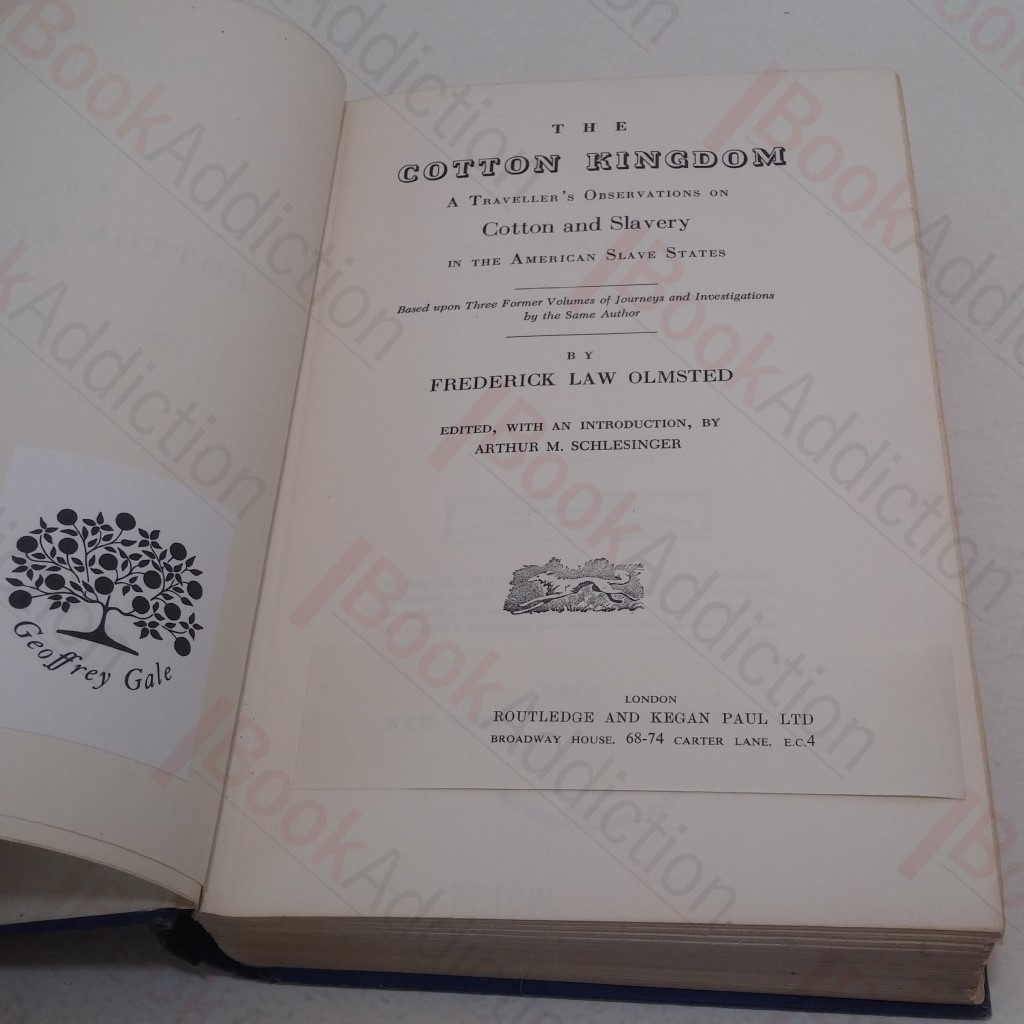 THE
COTTON KINGDOM
A TRAVELLER'S OBSERVATIONS ON
Cotton and Slavery
IN THE AMERICAN SLAVE STATES
Based upon Three Former Volumes of Journeys and Investigations
by the Same Author
BY
FREDERICK LAW OLMSTED
EDITED, WITH AN INTRODUCTION, BY
ARTHUR M. SCHLESINGER
LONDON
ROUTLEDGE AND KEGAN PAUL LTD
BROADWAY HOUSE, 68-74 CARTER LANE, E.C.4
Geoffrey Gale
BookAddiction